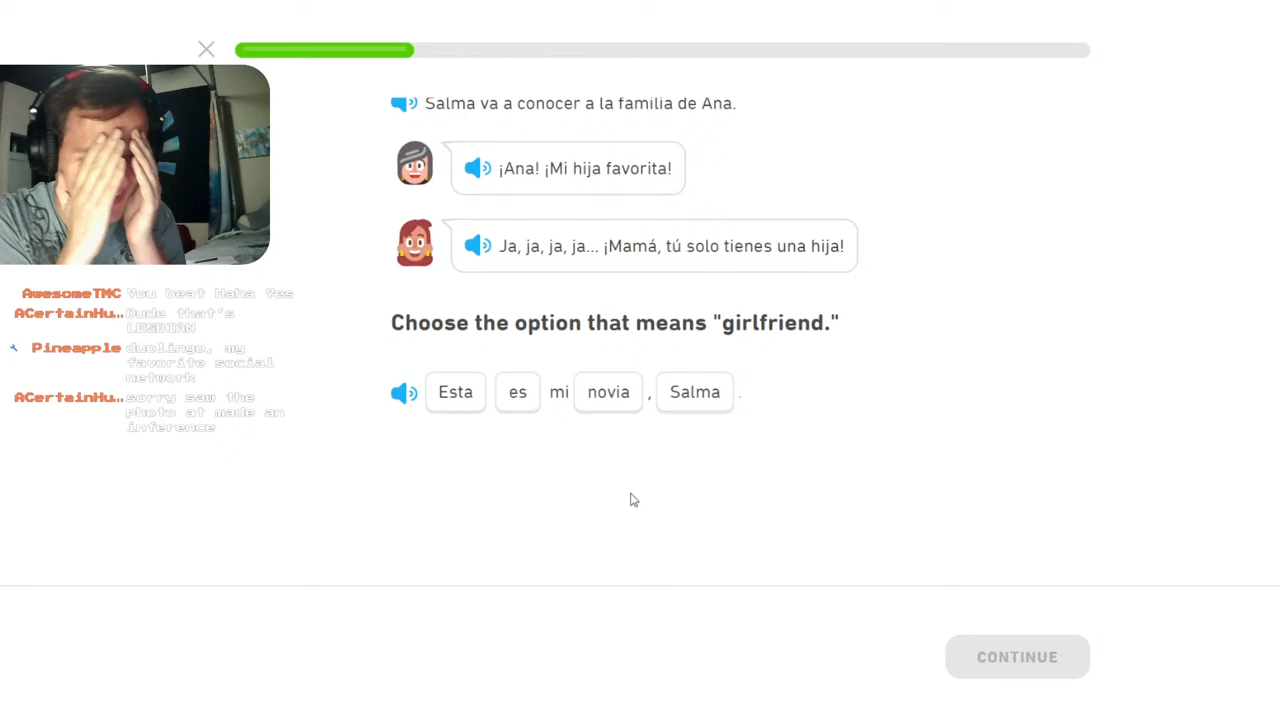 Salma va a conocer a la familia de Ana.
¡Ana! ¡Mi hija favorita!
Ja, ja, ja, ja... ¡Mamá, tú solo tienes una hija!
Choose the option that means "girlfriend."
Esta es mi novia , Salma .
CONTINUE
AwesomeTMC You beat Haha Yes
ACertainHu... Dude that's
LESBIAN
Pineapple duolingo, my
favorite social
network
ACertainHu... sorry saw the
photo at made an
inference